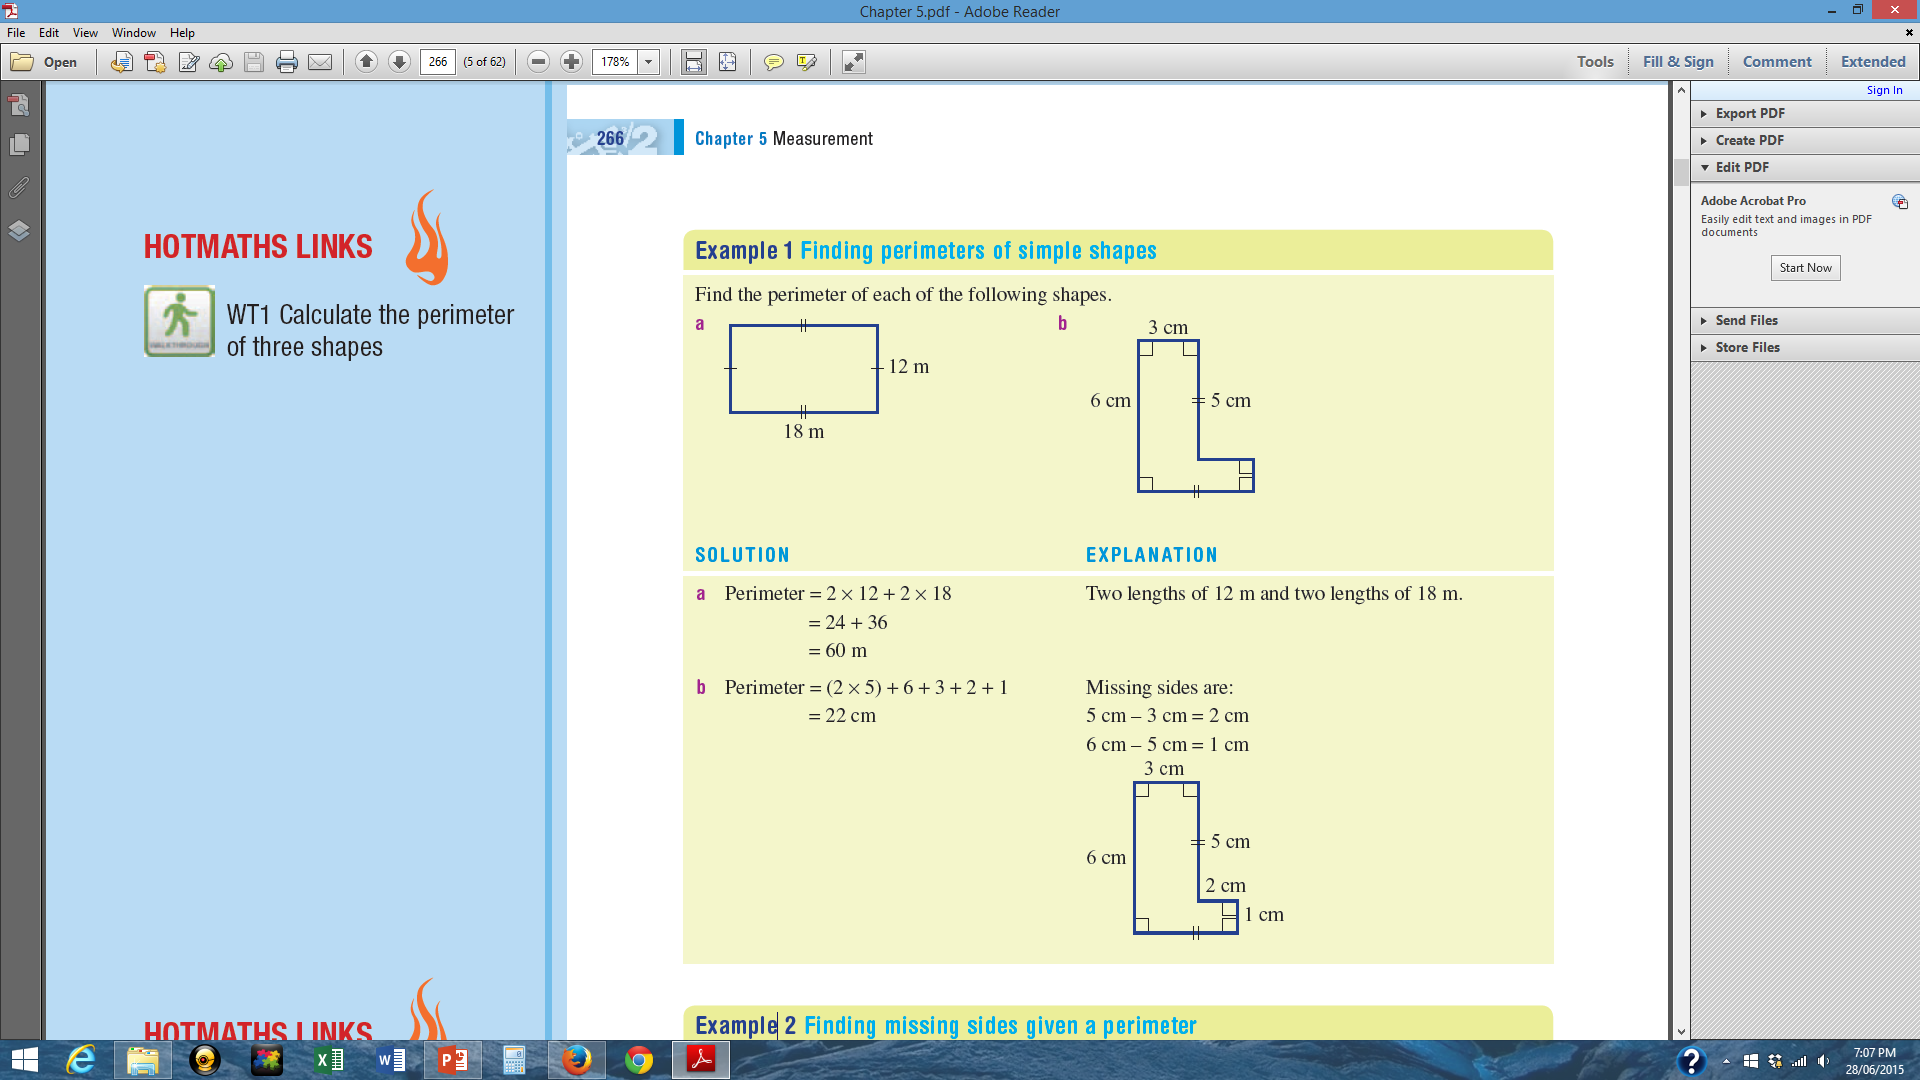 Chapter 5.pdf - Adobe Reader
File Edit View Window Help
Open 266 (5 of 62) 178% Tools Fill & Sign Comment Extended
Sign In
Export PDF
Create PDF
Edit PDF
Adobe Acrobat Pro
Easily edit text and images in PDF
documents
Start Now
Send Files
Store Files
HOTMATHS LINKS
WT1 Calculate the perimeter
of three shapes
HOTMATHS LINKS
266 Chapter 5 Measurement
Example 1 Finding perimeters of simple shapes
Find the perimeter of each of the following shapes.
a
12 m
18 m
b
3 cm
6 cm
5 cm
SOLUTION EXPLANATION
a Perimeter = 2 × 12 + 2 × 18 Two lengths of 12 m and two lengths of 18 m.
= 24 + 36
= 60 m
b Perimeter = (2 × 5) + 6 + 3 + 2 + 1 Missing sides are:
= 22 cm 5 cm – 3 cm = 2 cm
6 cm – 5 cm = 1 cm
3 cm
5 cm
6 cm
2 cm
1 cm
Example 2 Finding missing sides given a perimeter
7:07 PM
28/06/2015